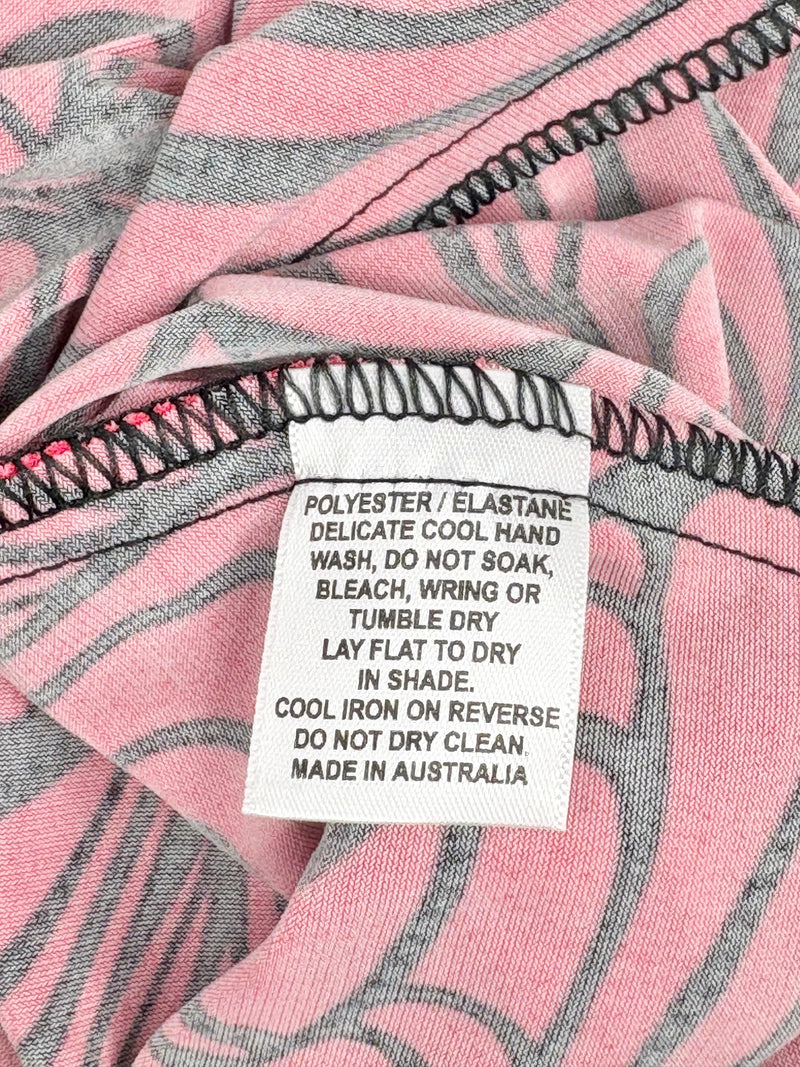 POLYESTER / ELASTANE
DELICATE COOL HAND
WASH, DO NOT SOAK,
BLEACH, WRING OR
TUMBLE DRY
LAY FLAT TO DRY
IN SHADE.
COOL IRON ON REVERSE
DO NOT DRY CLEAN.
MADE IN AUSTRALIA